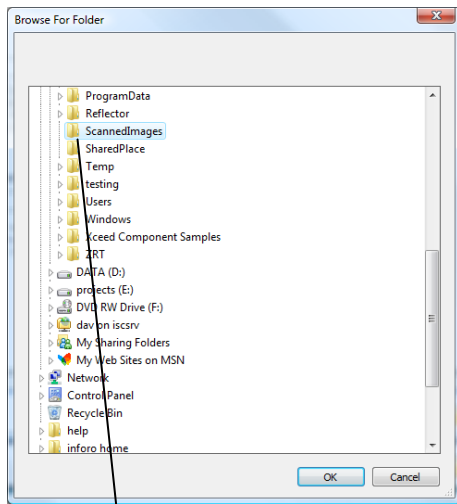 Browse For Folder
ProgramData
Reflector
ScannedImages
SharedPlace
Temp
testing
Users
Windows
Xceed Component Samples
ZRT
DATA (D:)
projects (E:)
DVD RW Drive (F:)
dav on iscsrv
My Sharing Folders
My Web Sites on MSN
Network
Control Panel
Recycle Bin
help
inforo home
OK Cancel